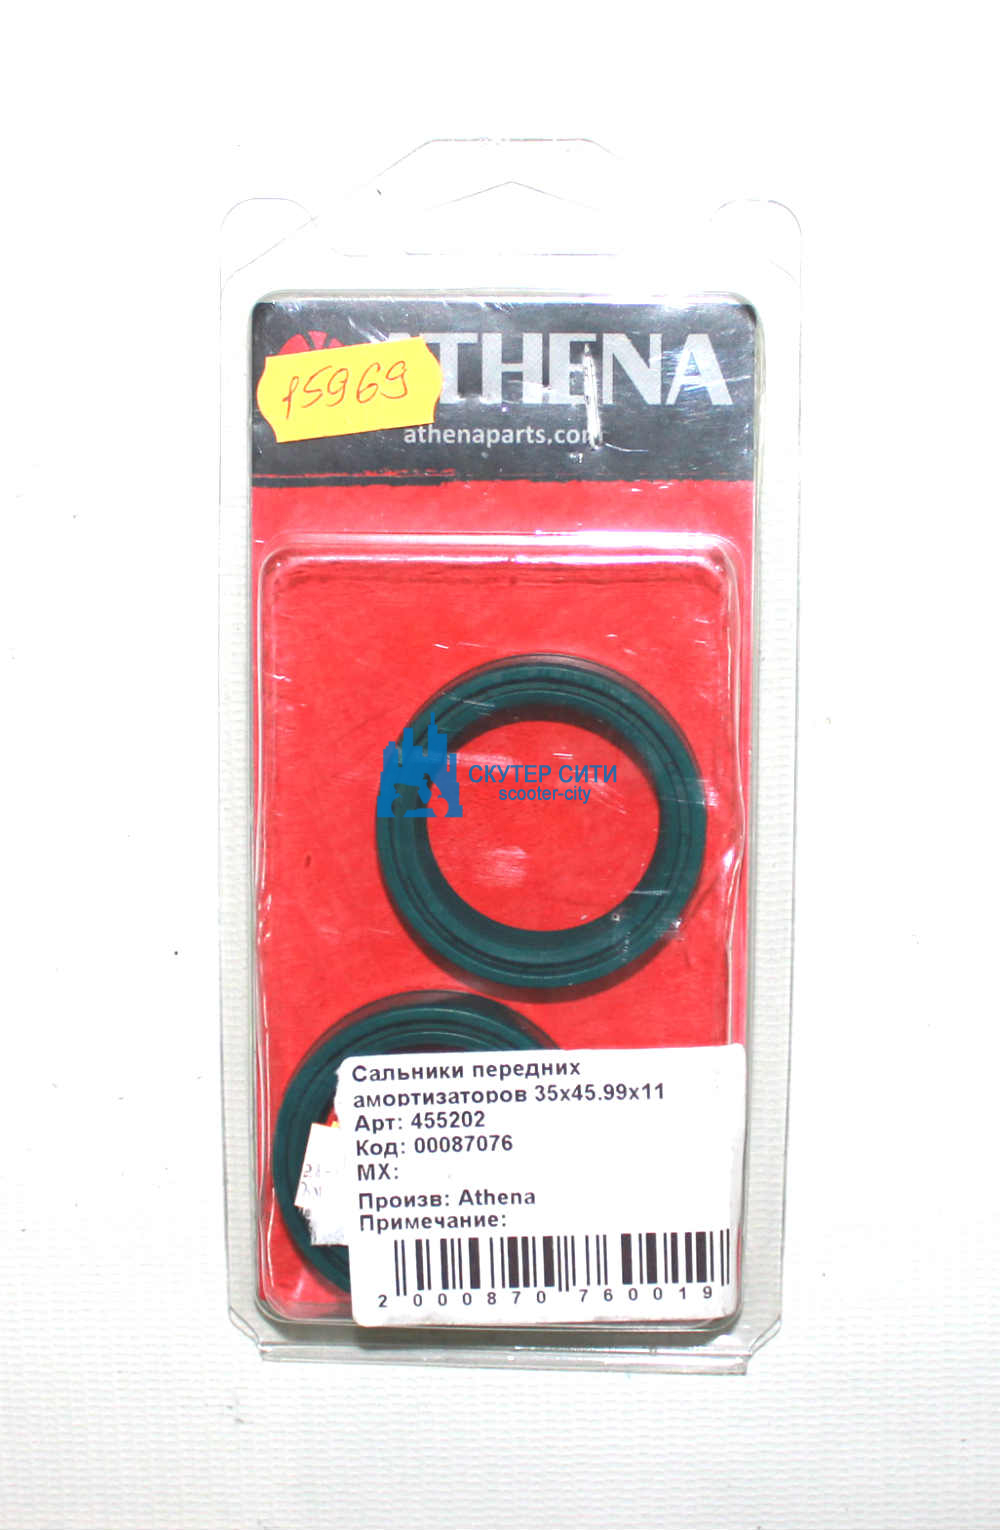 ATHENA
15969
athenaparts.com
СКУТЕР СИТИ
scooter-city
Сальники передних
амортизаторов 35x45.99x11
Арт: 455202
Код: 00087076
МХ:
Произв: Athena
Примечание:
2 000870 760019